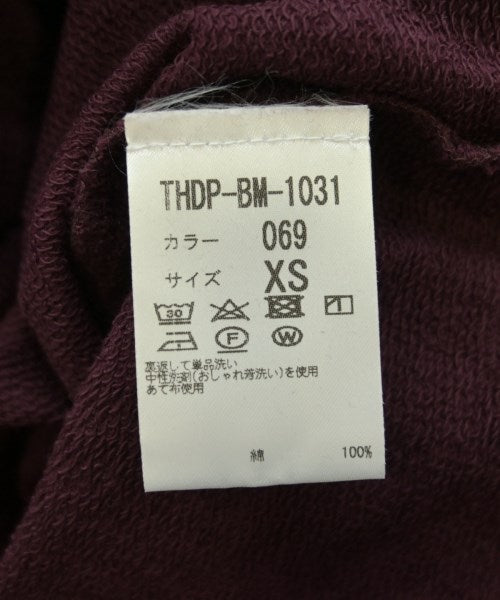 THDP-BM-1031
カラー 069
サイズ XS
30
F W
裏返して単品洗い
中性洗剤(おしゃれ着洗い)を使用
あて布使用
綿 100%